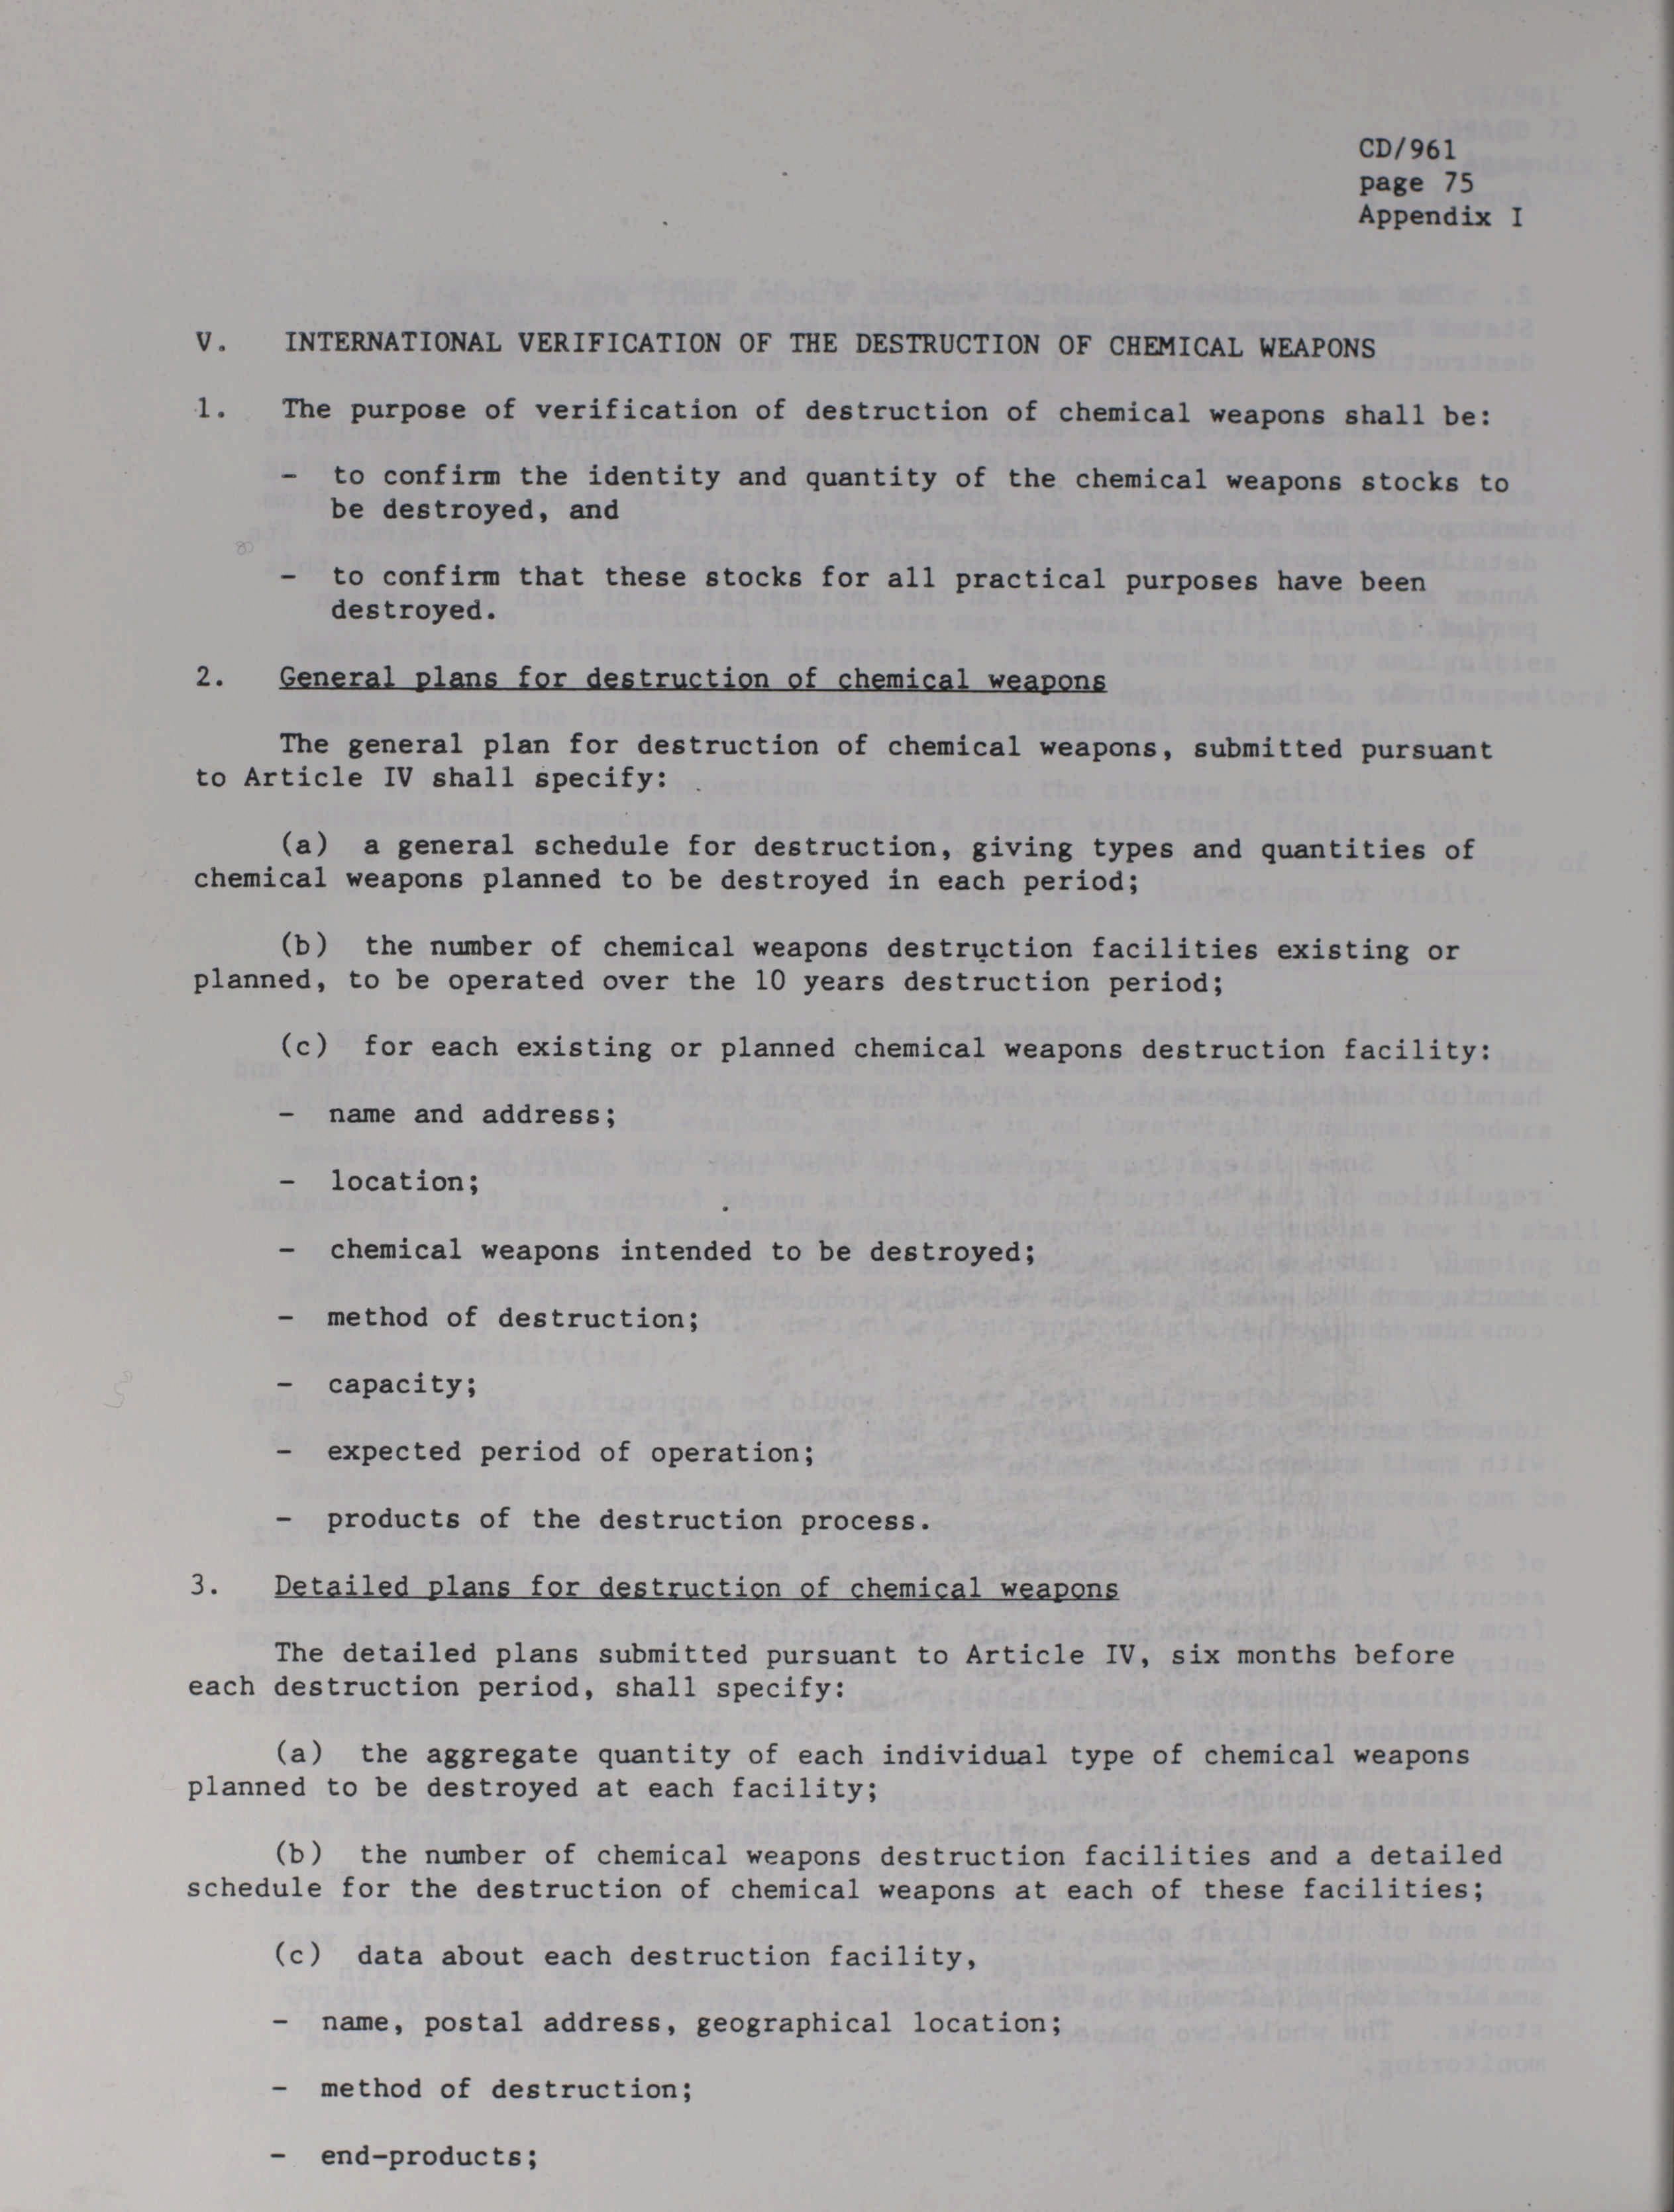 CD/961
page 75
Appendix I
V. INTERNATIONAL VERIFICATION OF THE DESTRUCTION OF CHEMICAL WEAPONS
1. The purpose of verification of destruction of chemical weapons shall be:
- to confirm the identity and quantity of the chemical weapons stocks to
be destroyed, and
- to confirm that these stocks for all practical purposes have been
destroyed.
2. General plans for destruction of chemical weapons
The general plan for destruction of chemical weapons, submitted pursuant
to Article IV shall specify:
(a) a general schedule for destruction, giving types and quantities of
chemical weapons planned to be destroyed in each period;
(b) the number of chemical weapons destruction facilities existing or
planned, to be operated over the 10 years destruction period;
(c) for each existing or planned chemical weapons destruction facility:
- name and address;
- location;
- chemical weapons intended to be destroyed;
- method of destruction;
- capacity;
- expected period of operation;
- products of the destruction process.
3. Detailed plans for destruction of chemical weapons
The detailed plans submitted pursuant to Article IV, six months before
each destruction period, shall specify:
(a) the aggregate quantity of each individual type of chemical weapons
planned to be destroyed at each facility;
(b) the number of chemical weapons destruction facilities and a detailed
schedule for the destruction of chemical weapons at each of these facilities;
(c) data about each destruction facility,
- name, postal address, geographical location;
- method of destruction;
- end-products;